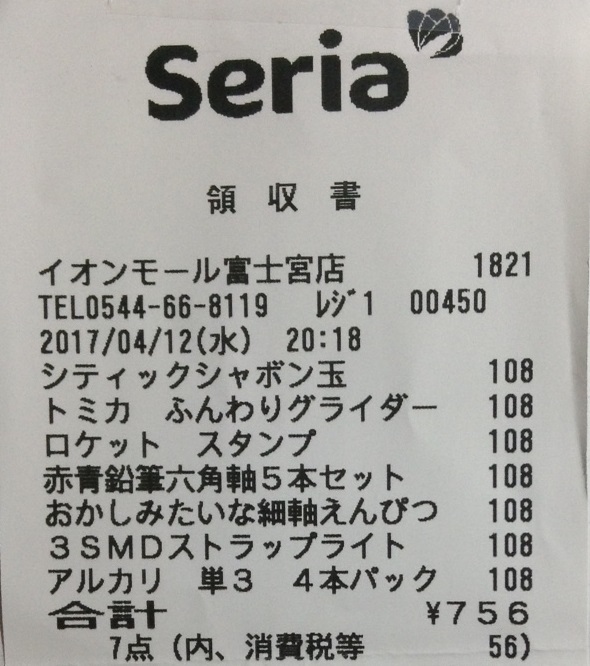 Seria
領収書
イオンモール富士宮店 1821
TEL0544-66-8119 ﾚｼﾞ1 00450
2017/04/12(水) 20:18
シティックシャボン玉 108
トミカ ふんわりグライダー 108
ロケット スタンプ 108
赤青鉛筆六角軸5本セット 108
おかしみたいな細軸えんぴつ 108
3SMDストラップライト 108
アルカリ 単3 4本パック 108
合計 ¥756
7点(内、消費税等 56)